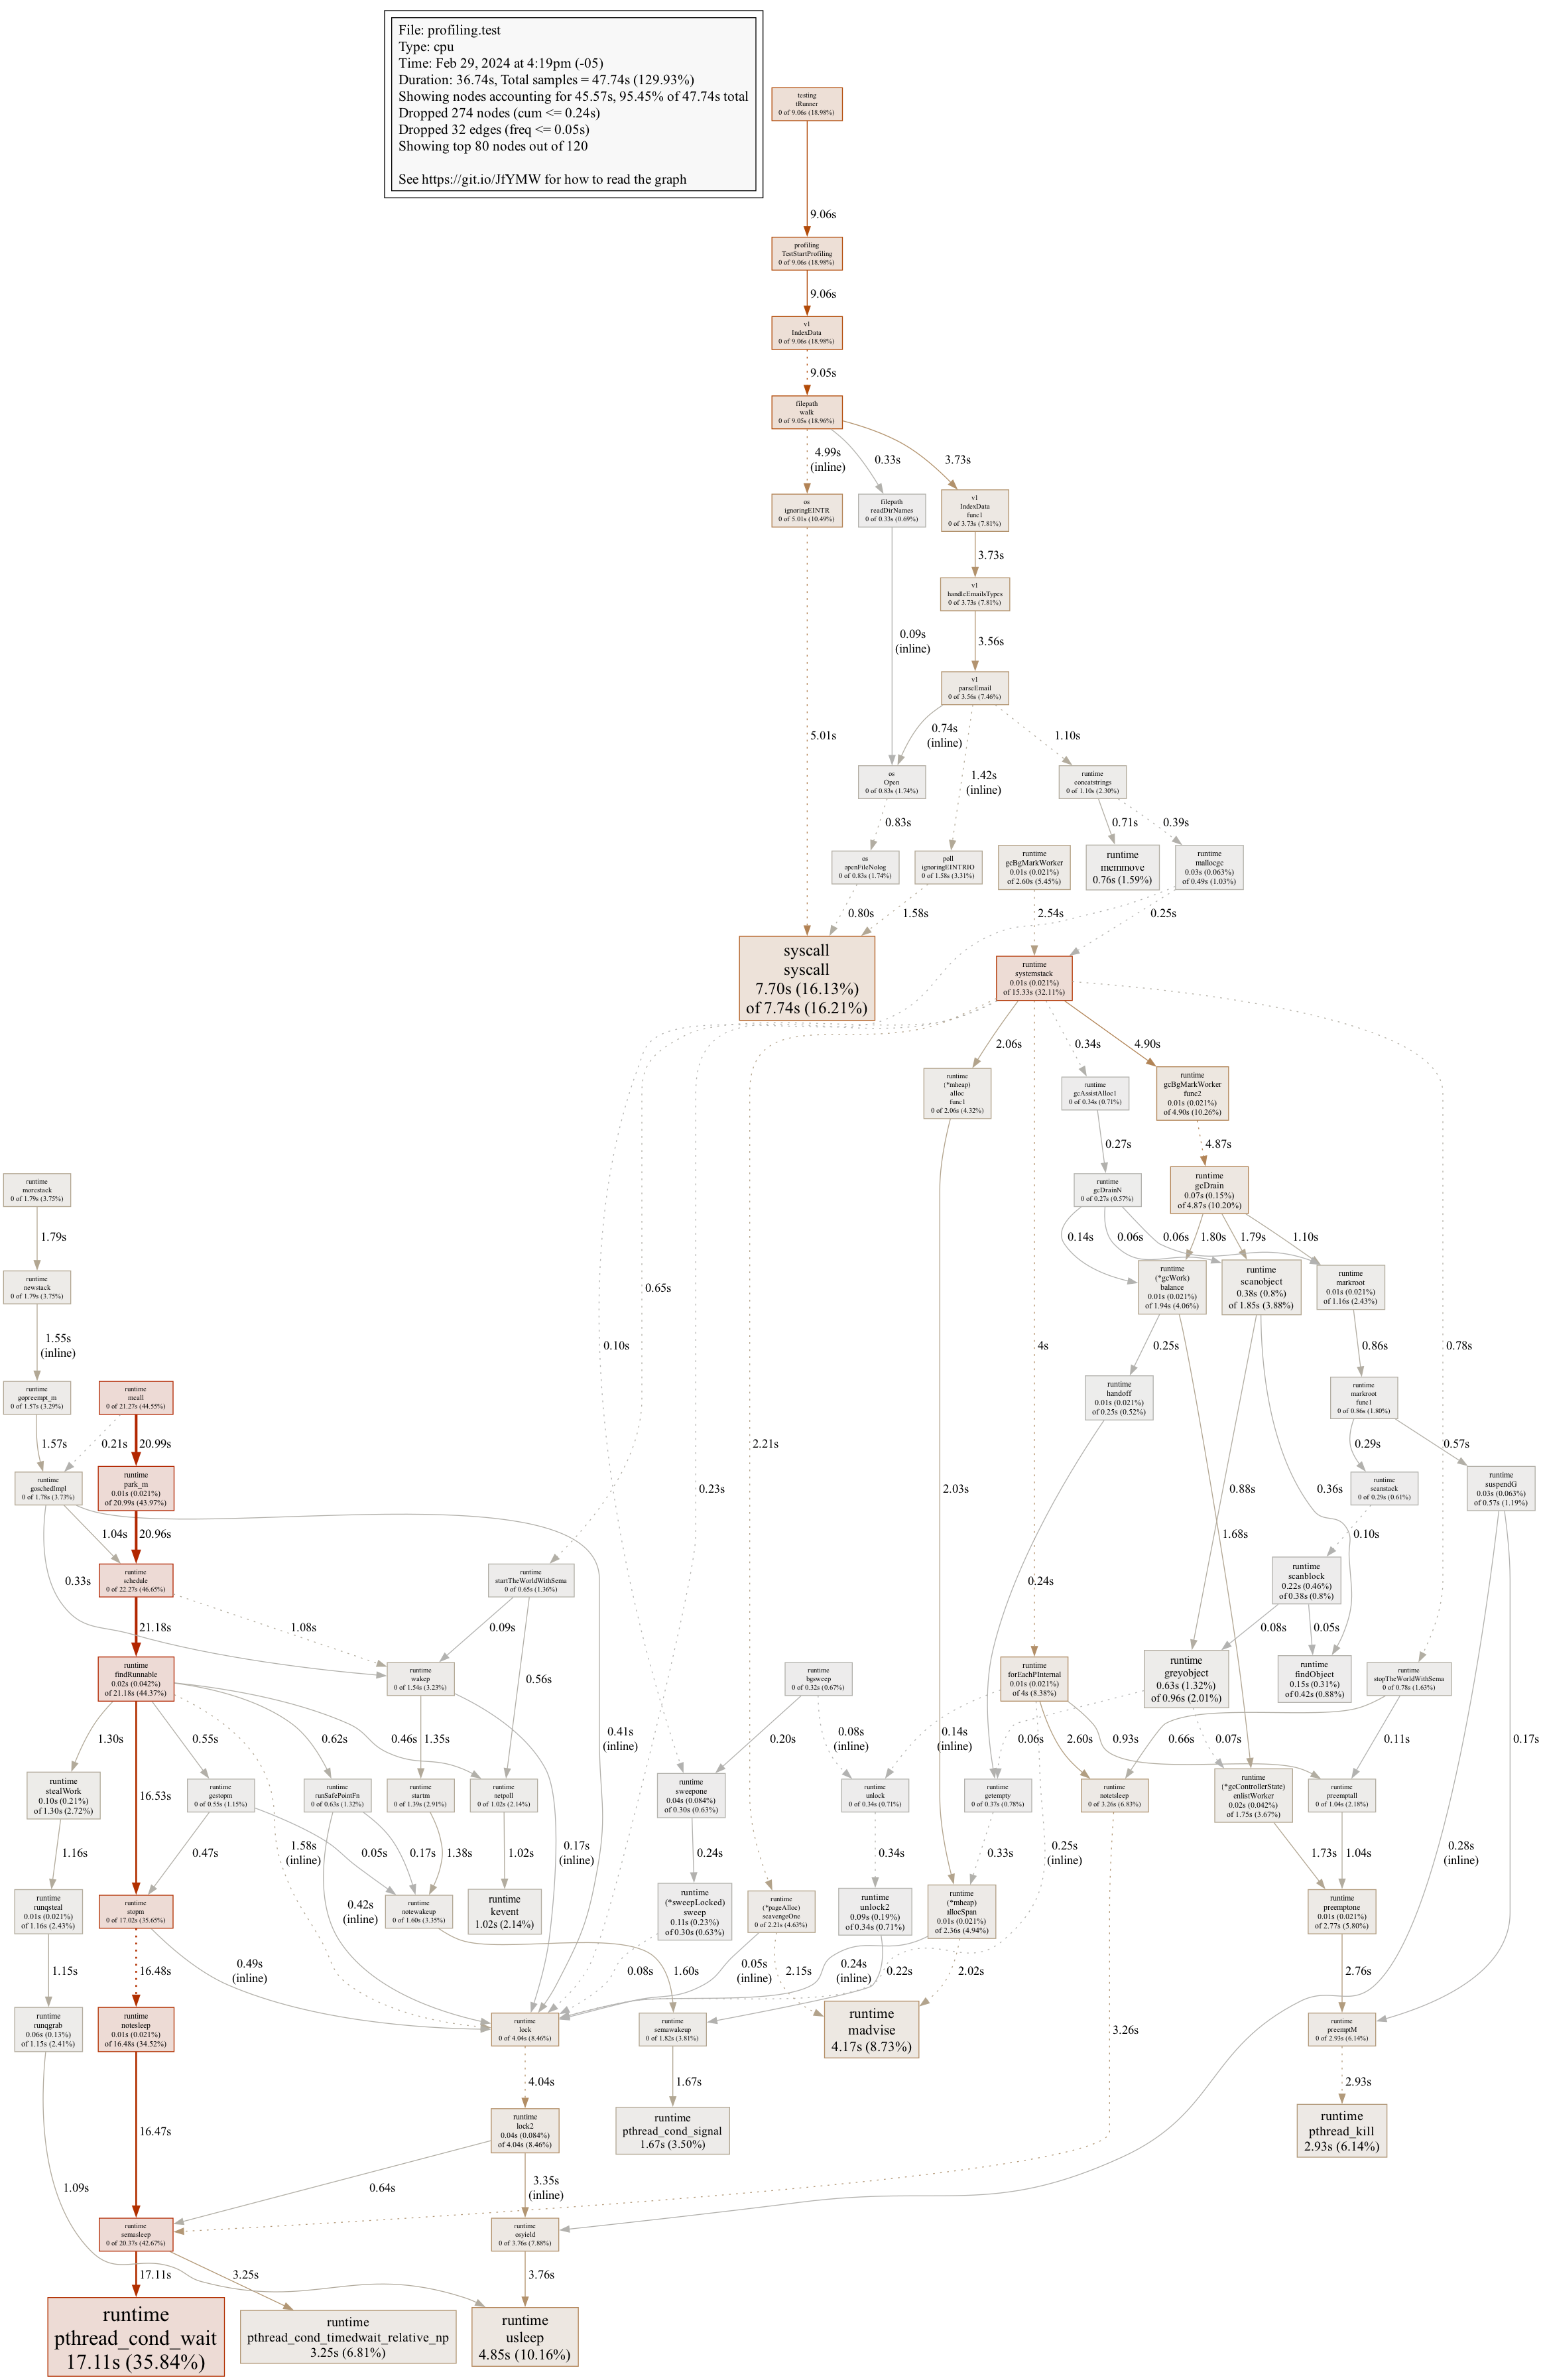 File: profiling.test
Type: cpu
Time: Feb 29, 2024 at 4:19pm (-05)
Duration: 36.74s, Total samples = 47.74s (129.93%)
Showing nodes accounting for 45.57s, 95.45% of 47.74s total
Dropped 274 nodes (cum <= 0.24s)
Dropped 32 edges (freq <= 0.05s)
Showing top 80 nodes out of 120
See https://git.io/JfYMW for how to read the graph
testing
tRunner
0 of 9.06s (18.98%)
9.06s
profiling
TestStartProfiling
0 of 9.06s (18.98%)
9.06s
v1
IndexData
0 of 9.06s (18.98%)
9.05s
filepath
walk
0 of 9.05s (18.96%)
4.99s
(inline)
0.33s
3.73s
os
ignoringEINTR
0 of 5.01s (10.49%)
filepath
readDirNames
0 of 0.33s (0.69%)
v1
IndexData
func1
0 of 3.73s (7.81%)
3.73s
v1
handleEmailsTypes
0 of 3.73s (7.81%)
0.09s
(inline)
3.56s
v1
parseEmail
0 of 3.56s (7.46%)
5.01s
0.74s
(inline)
1.42s
(inline)
1.10s
os
Open
0 of 0.83s (1.74%)
runtime
concatstrings
0 of 1.10s (2.30%)
0.83s
0.71s
0.39s
os
openFileNolog
0 of 0.83s (1.74%)
poll
ignoringEINTRIO
0 of 1.58s (3.31%)
runtime
gcBgMarkWorker
0.01s (0.021%)
of 2.60s (5.45%)
runtime
memmove
0.76s (1.59%)
runtime
mallocgc
0.03s (0.063%)
of 0.49s (1.03%)
0.80s
1.58s
2.54s
0.25s
syscall
syscall
7.70s (16.13%)
of 7.74s (16.21%)
runtime
systemstack
0.01s (0.021%)
of 15.33s (32.11%)
2.06s
0.34s
4.90s
runtime
(*mheap)
alloc
func1
0 of 2.06s (4.32%)
runtime
gcAssistAlloc1
0 of 0.34s (0.71%)
runtime
gcBgMarkWorker
func2
0.01s (0.021%)
of 4.90s (10.26%)
0.27s
4.87s
runtime
morestack
0 of 1.79s (3.75%)
runtime
gcDrainN
0 of 0.27s (0.57%)
runtime
gcDrain
0.07s (0.15%)
of 4.87s (10.20%)
1.79s
0.14s
0.06s
0.06s
1.80s
1.79s
1.10s
runtime
newstack
0 of 1.79s (3.75%)
0.65s
runtime
(*gcWork)
balance
0.01s (0.021%)
of 1.94s (4.06%)
runtime
scanobject
0.38s (0.8%)
of 1.85s (3.88%)
runtime
markroot
0.01s (0.021%)
of 1.16s (2.43%)
1.55s
(inline)
0.10s
4s
0.25s
0.86s
0.78s
runtime
gopreempt_m
0 of 1.57s (3.29%)
runtime
mcall
0 of 21.27s (44.55%)
runtime
handoff
0.01s (0.021%)
of 0.25s (0.52%)
runtime
markroot
func1
0 of 0.86s (1.80%)
1.57s
0.21s
20.99s
2.21s
0.29s
0.57s
runtime
goschedImpl
0 of 1.78s (3.73%)
runtime
park_m
0.01s (0.021%)
of 20.99s (43.97%)
0.23s
2.03s
0.88s
0.36s
runtime
scanstack
0 of 0.29s (0.61%)
runtime
suspendG
0.03s (0.063%)
of 0.57s (1.19%)
1.04s
20.96s
1.68s
0.10s
0.33s
runtime
schedule
0 of 22.27s (46.65%)
runtime
startTheWorldWithSema
0 of 0.65s (1.36%)
0.24s
runtime
scanblock
0.22s (0.46%)
of 0.38s (0.8%)
21.18s
1.08s
0.09s
0.08s
0.05s
runtime
findRunnable
0.02s (0.042%)
of 21.18s (44.37%)
runtime
wakep
0 of 1.54s (3.23%)
0.56s
runtime
bgsweep
0 of 0.32s (0.67%)
runtime
forEachPInternal
0.01s (0.021%)
of 4s (8.38%)
runtime
greyobject
0.63s (1.32%)
of 0.96s (2.01%)
runtime
findObject
0.15s (0.31%)
of 0.42s (0.88%)
runtime
stopTheWorldWithSema
0 of 0.78s (1.63%)
1.30s
0.55s
0.62s
0.46s
1.35s
0.41s
(inline)
0.20s
0.08s
(inline)
0.14s
(inline)
0.06s
2.60s
0.93s
0.66s
0.07s
0.11s
0.17s
runtime
stealWork
0.10s (0.21%)
of 1.30s (2.72%)
16.53s
runtime
gcstopm
0 of 0.55s (1.15%)
runtime
runSafePointFn
0 of 0.63s (1.32%)
runtime
startm
0 of 1.39s (2.91%)
runtime
netpoll
0 of 1.02s (2.14%)
runtime
sweepone
0.04s (0.084%)
of 0.30s (0.63%)
runtime
unlock
0 of 0.34s (0.71%)
runtime
getempty
0 of 0.37s (0.78%)
runtime
notetsleep
0 of 3.26s (6.83%)
runtime
(*gcControllerState)
enlistWorker
0.02s (0.042%)
of 1.75s (3.67%)
runtime
preemptall
0 of 1.04s (2.18%)
1.16s
0.47s
1.58s
(inline)
0.05s
0.17s
1.38s
1.02s
0.17s
(inline)
0.24s
0.34s
0.33s
0.25s
(inline)
1.73s
1.04s
0.28s
(inline)
runtime
runqsteal
0.01s (0.021%)
of 1.16s (2.43%)
runtime
stopm
0 of 17.02s (35.65%)
0.42s
(inline)
runtime
notewakeup
0 of 1.60s (3.35%)
runtime
kevent
1.02s (2.14%)
runtime
(*sweepLocked)
sweep
0.11s (0.23%)
of 0.30s (0.63%)
runtime
(*pageAlloc)
scavengeOne
0 of 2.21s (4.63%)
runtime
unlock2
0.09s (0.19%)
of 0.34s (0.71%)
runtime
(*mheap)
allocSpan
0.01s (0.021%)
of 2.36s (4.94%)
runtime
preemptone
0.01s (0.021%)
of 2.77s (5.80%)
1.15s
16.48s
0.49s
(inline)
0.08s
1.60s
0.05s
(inline)
2.15s
0.24s
(inline)
0.22s
2.02s
2.76s
runtime
runqgrab
0.06s (0.13%)
of 1.15s (2.41%)
runtime
notesleep
0.01s (0.021%)
of 16.48s (34.52%)
runtime
lock
0 of 4.04s (8.46%)
runtime
semawakeup
0 of 1.82s (3.81%)
runtime
madvise
4.17s (8.73%)
3.26s
runtime
preemptM
0 of 2.93s (6.14%)
4.04s
1.67s
2.93s
16.47s
runtime
lock2
0.04s (0.084%)
of 4.04s (8.46%)
runtime
pthread_cond_signal
1.67s (3.50%)
runtime
pthread_kill
2.93s (6.14%)
1.09s
0.64s
3.35s
(inline)
runtime
semasleep
0 of 20.37s (42.67%)
runtime
osyield
0 of 3.76s (7.88%)
17.11s
3.25s
3.76s
runtime
pthread_cond_wait
17.11s (35.84%)
runtime
pthread_cond_timedwait_relative_np
3.25s (6.81%)
runtime
usleep
4.85s (10.16%)